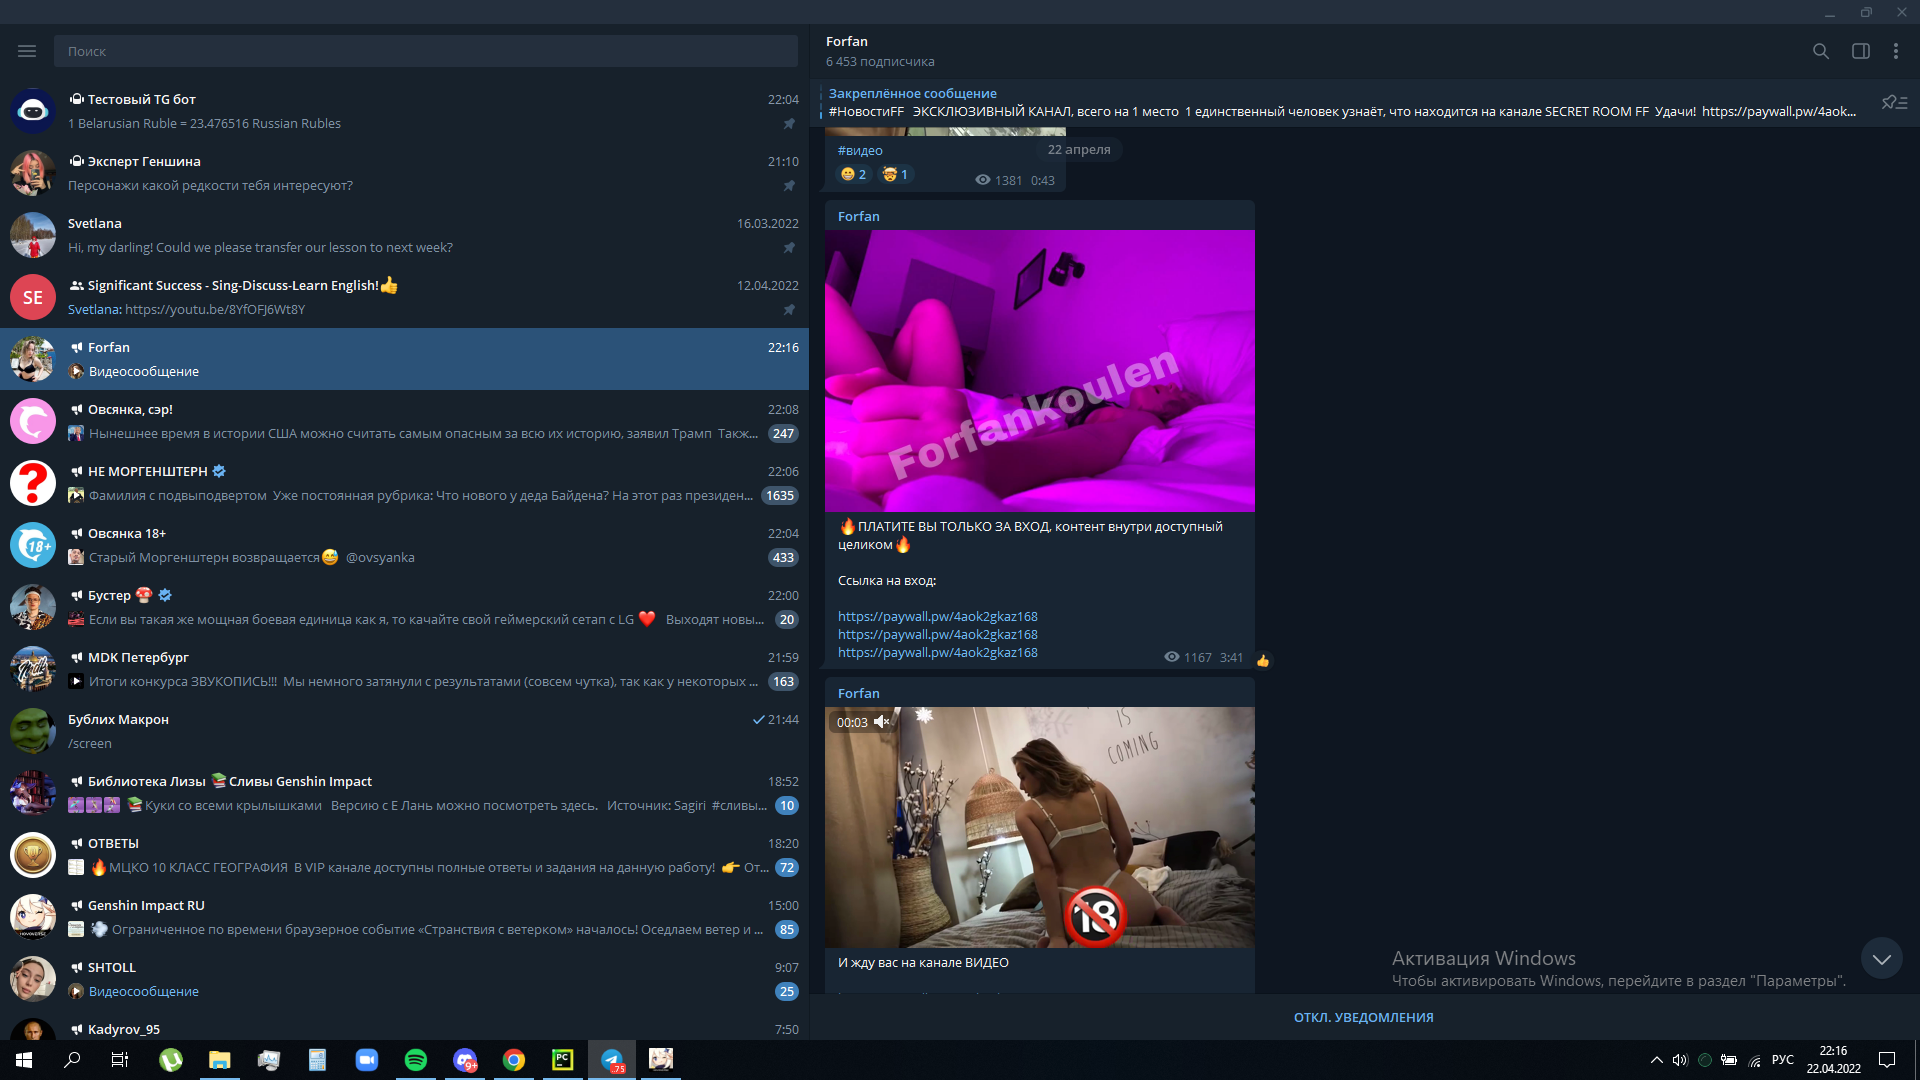 Поиск
Тестовый TG бот 22:04
1 Belarusian Ruble = 23.476516 Russian Rubles
Эксперт Геншина 21:10
Персонажи какой редкости тебя интересуют?
Svetlana 16.03.2022
Hi, my darling! Could we please transfer our lesson to next week?
SE
Significant Success - Sing-Discuss-Learn English!👍 12.04.2022
Svetlana: https://youtu.be/8YfOFJ6Wt8Y
Forfan 22:16
Видеосообщение
Овсянка, сэр! 22:08
Нынешнее время в истории США можно считать самым опасным за всю их историю, заявил Трамп Такж... 247
НЕ МОРГЕНШТЕРН 22:06
Фамилия с подвыподвертом Уже постоянная рубрика: Что нового у деда Байдена? На этот раз президен... 1635
18+
Овсянка 18+ 22:04
Старый Моргенштерн возвращается😅 @ovsyanka 433
Бустер 🍄 22:00
Если вы такая же мощная боевая единица как я, то качайте свой геймерский сетап с LG ❤️ Выходят новы... 20
MDK Петербург 21:59
Итоги конкурса ЗВУКОПИСЬ!!! Мы немного затянули с результатами (совсем чутка), так как у некоторых ... 163
Бублих Макрон 21:44
/screen
Библиотека Лизы 📚Сливы Genshin Impact 18:52
📚Куки со всеми крылышками Версию с Е Лань можно посмотреть здесь. Источник: Sagiri #сливы... 10
ОТВЕТЫ 18:20
🔥МЦКО 10 КЛАСС ГЕОГРАФИЯ В VIP канале доступны полные ответы и задания на данную работу! 👉 От... 72
Genshin Impact RU 15:00
💨 Ограниченное по времени браузерное событие «Странствия с ветерком» началось! Оседлаем ветер и ... 85
SHTOLL 9:07
Видеосообщение 25
Kadyrov_95 7:50
Forfan
6 453 подписчика
Закреплённое сообщение
#НовостиFF ЭКСКЛЮЗИВНЫЙ КАНАЛ, всего на 1 место 1 единственный человек узнаёт, что находится на канале SECRET ROOM FF Удачи! https://paywall.pw/4aok...
22 апреля
#видео
😀 2 🤯 1
1381 0:43
Forfan
Forfankoulen
🔥ПЛАТИТЕ ВЫ ТОЛЬКО ЗА ВХОД, контент внутри доступный
целиком🔥
Ссылка на вход:
https://paywall.pw/4aok2gkaz168
https://paywall.pw/4aok2gkaz168
https://paywall.pw/4aok2gkaz168
1167 3:41
Forfan
00:03
IS
COMING
18
И жду вас на канале ВИДЕО
Активация Windows
Чтобы активировать Windows, перейдите в раздел "Параметры".
ОТКЛ. УВЕДОМЛЕНИЯ
PC
9+
..75
РУС
22:16
22.04.2022